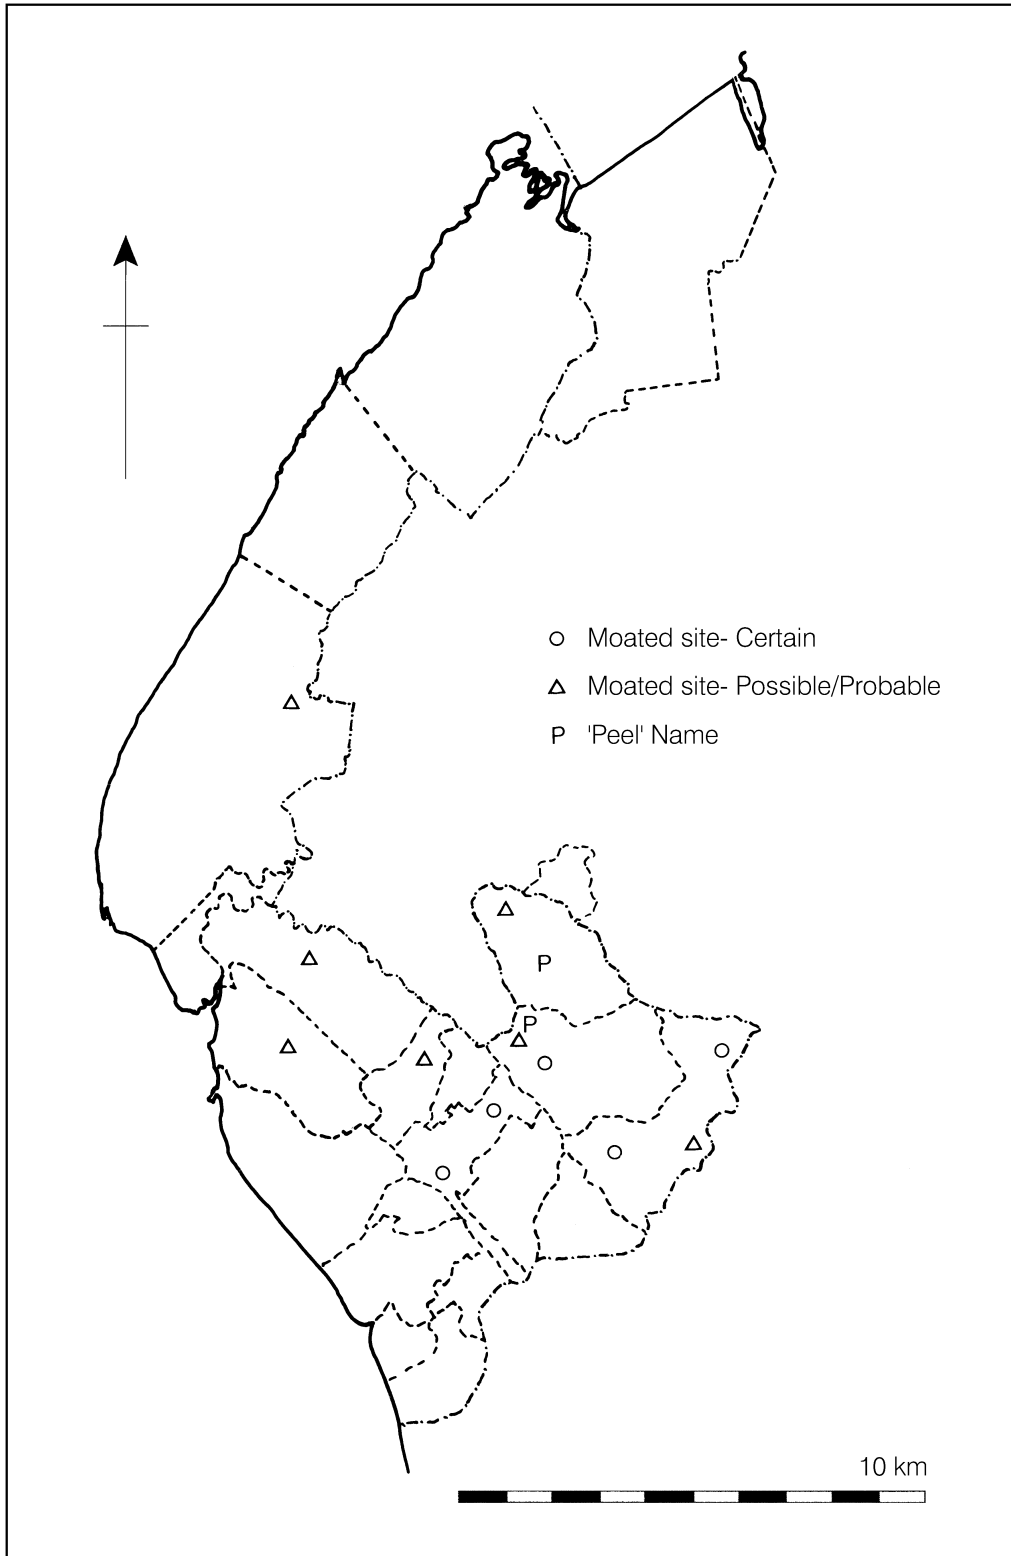 Moated site- Certain
Moated site- Possible/Probable
P 'Peel' Name
P
P
10 km